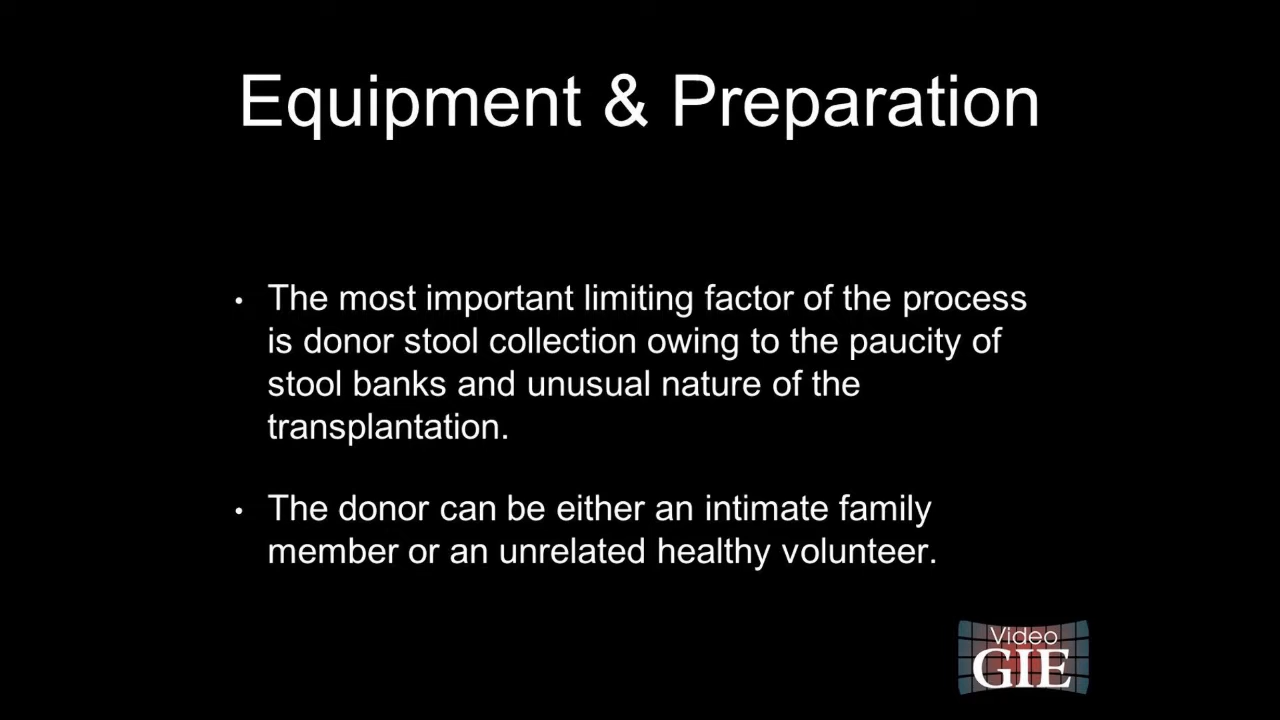 Equipment & Preparation
• The most important limiting factor of the process
is donor stool collection owing to the paucity of
stool banks and unusual nature of the
transplantation.
• The donor can be either an intimate family
member or an unrelated healthy volunteer.
Video
GIE